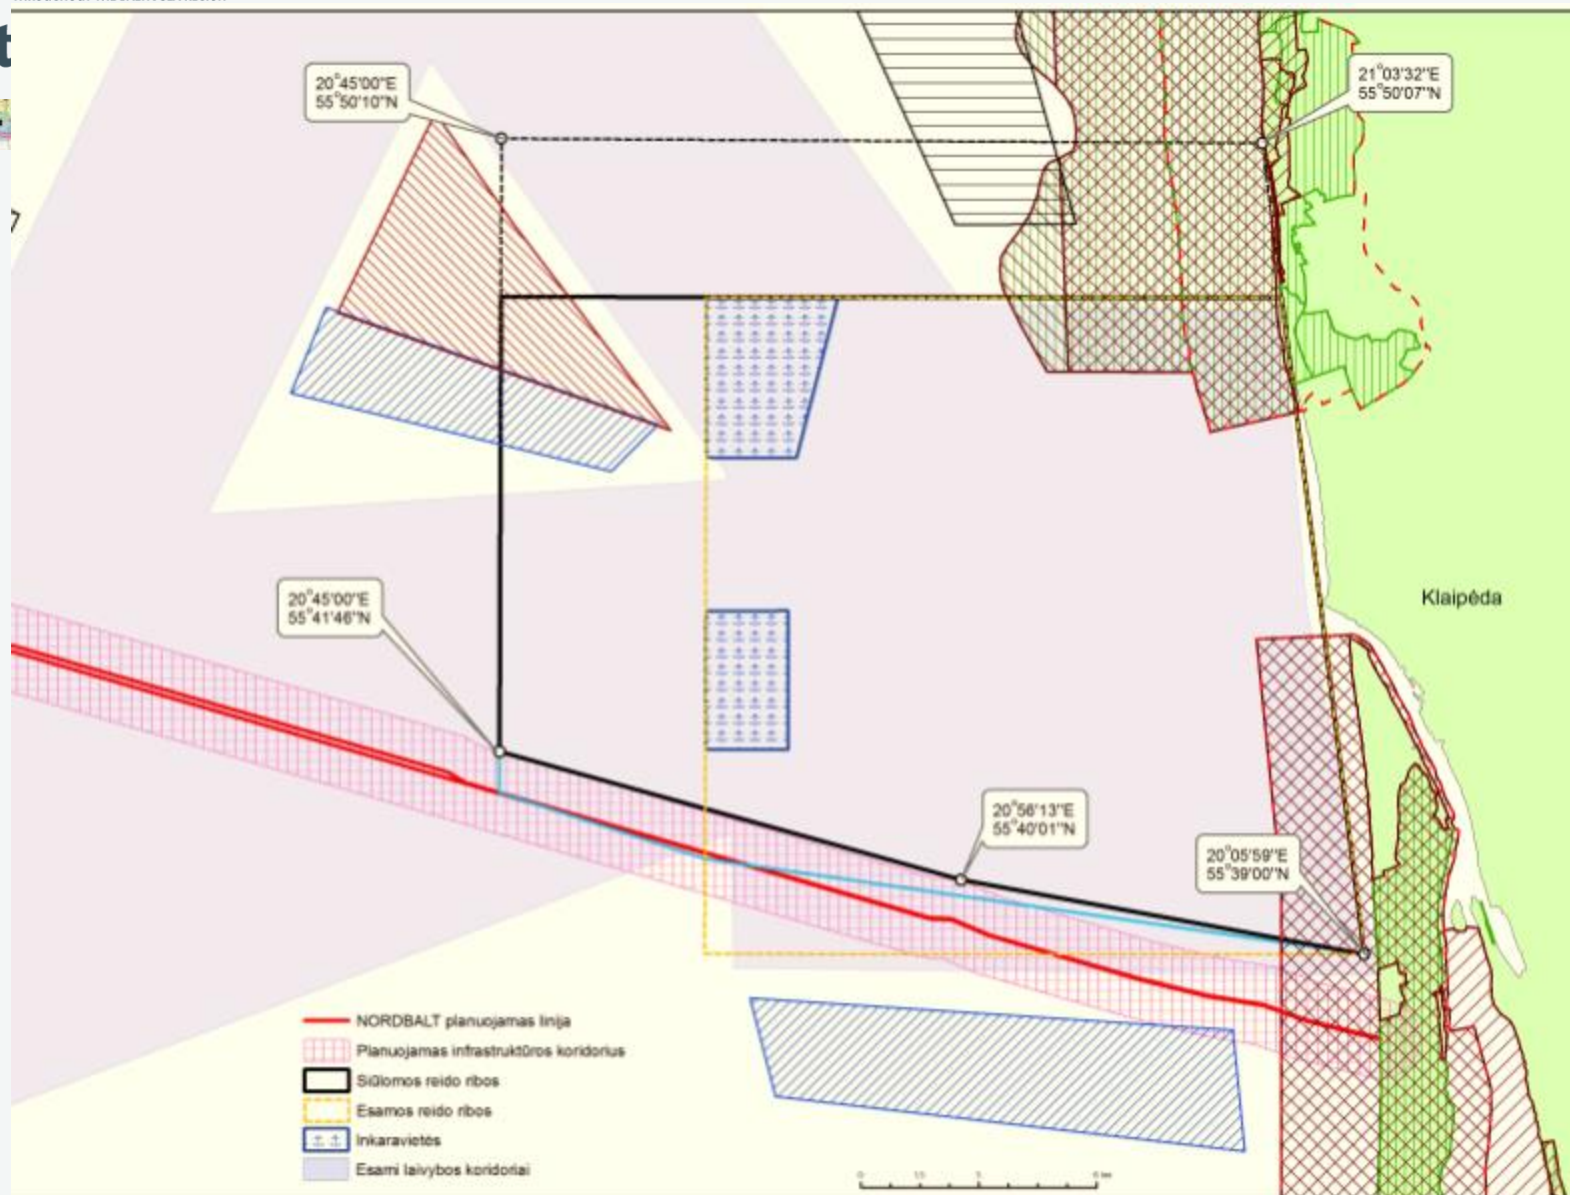 20°45'00"E
55°50'10"N
21°03'32"E
55°50'07"N
20°45'00"E
55°41'46"N
Klaipėda
20°56'13"E
55°40'01"N
20°05'59"E
55°39'00"N
NORDBALT planuojamas linija
Planuojamas infrastruktūros koridorius
Siūlomos reido ribos
Esamos reido ribos
Inkaravietės
Esami laivybos koridoriai